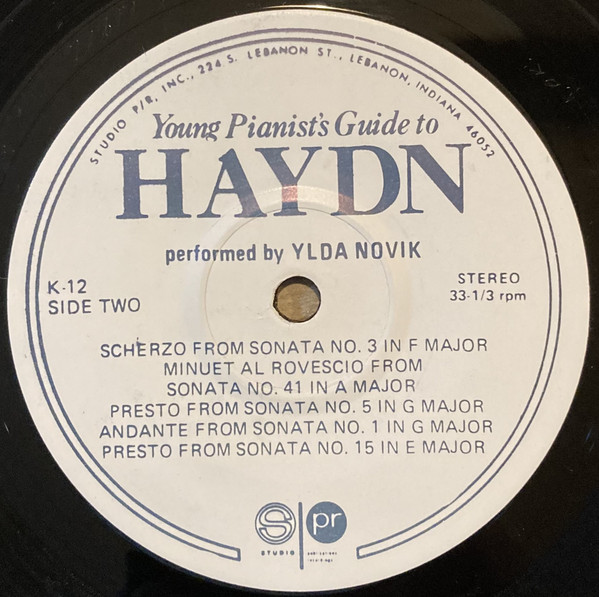 STUDIO P/R, INC., 224 S. LEBANON ST., LEBANON, INDIANA 46052
Young Pianist's Guide to
HAYDN
performed by YLDA NOVIK
K-12
SIDE TWO
STEREO
33-1/3 rpm
SCHERZO FROM SONATA NO. 3 IN F MAJOR
MINUET AL ROVESCIO FROM
SONATA NO. 41 IN A MAJOR
PRESTO FROM SONATA NO. 5 IN G MAJOR
ANDANTE FROM SONATA NO. 1 IN G MAJOR
PRESTO FROM SONATA NO. 15 IN E MAJOR
S
STUDIO
pr
publications
recordings